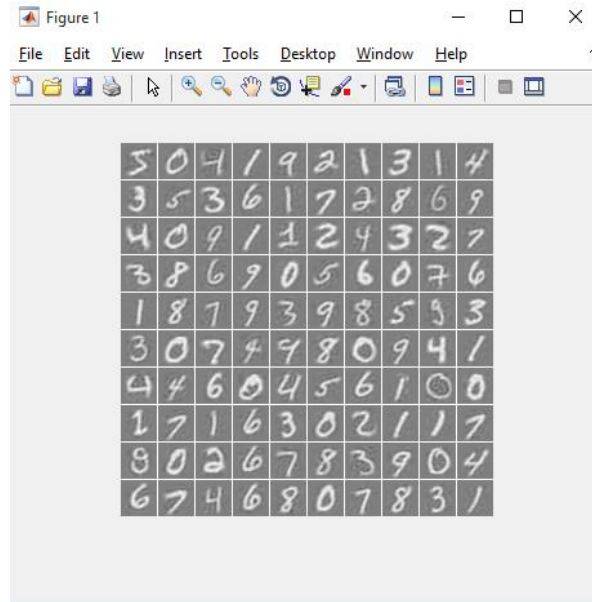 Figure 1
File Edit View Insert Tools Desktop Window Help
5 0 4 1 9 2 1 3 1 4
3 5 3 6 1 7 2 8 6 9
4 0 9 1 1 2 4 3 2 7
3 8 6 9 0 5 6 0 7 6
1 8 7 9 3 9 8 5 9 3
3 0 7 4 9 8 0 9 4 1
4 4 6 0 4 5 6 1 0 0
1 7 1 6 3 0 2 1 1 7
8 0 2 6 7 8 3 9 0 4
6 7 4 6 8 0 7 8 3 1